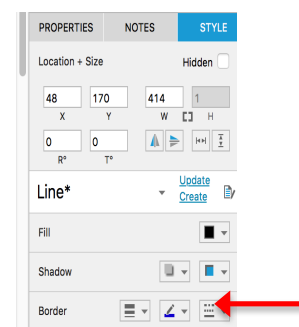 PROPERTIES NOTES STYLE
Location + Size Hidden
48 170 414 1
X Y W H
0 0
R° T°
Line* Update
Create
Fill
Shadow
Border